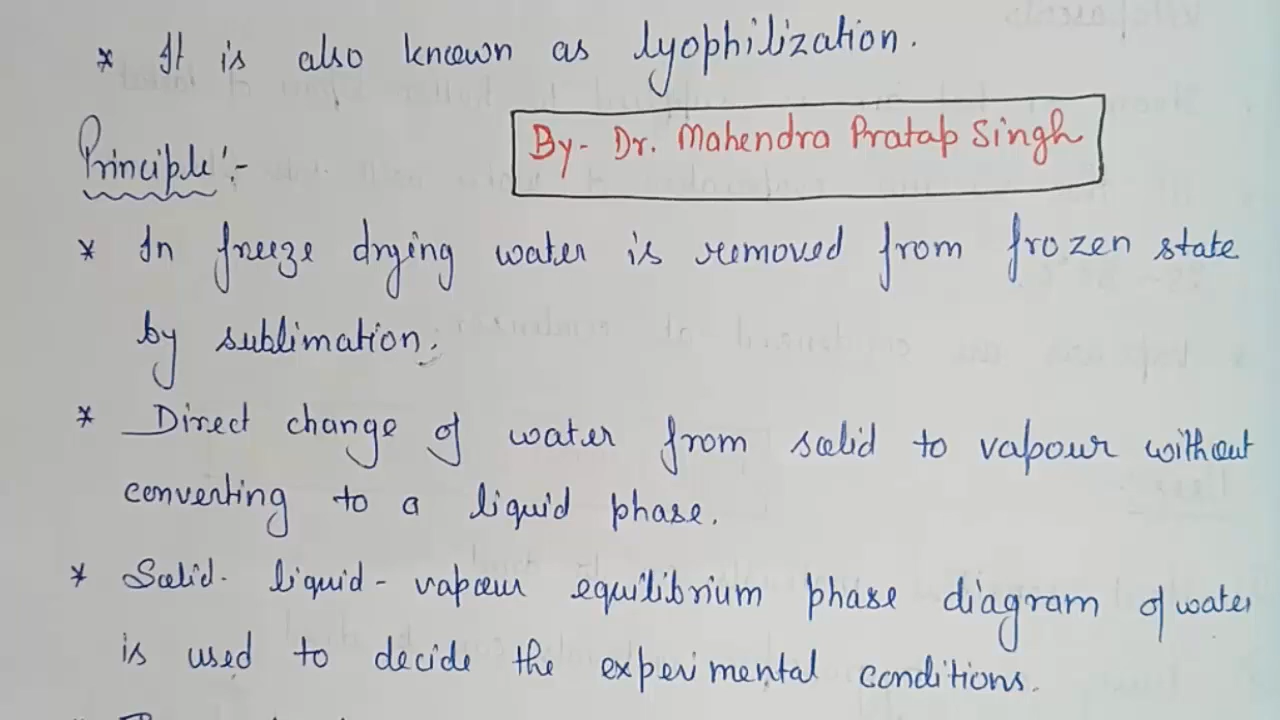 * It is also known as lyophilization.
By- Dr. Mahendra Pratap Singh
Principle:-
* In freeze drying water is removed from frozen state
by sublimation.
* Direct change of water from solid to vapour without
converting to a liquid phase.
* Solid- liquid- vapour equilibrium phase diagram of water
is used to decide the experimental conditions.